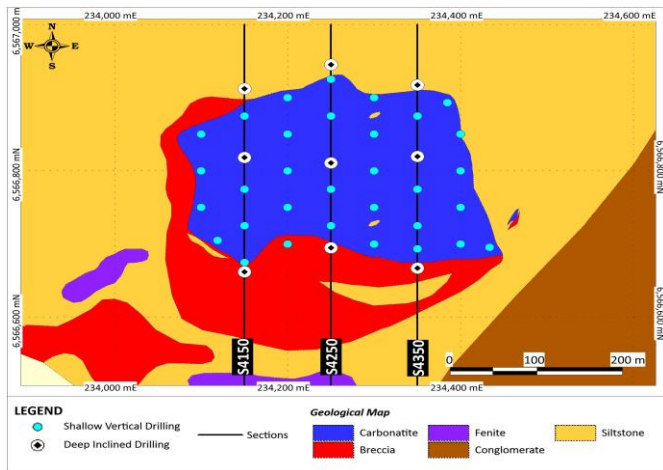 234,000 mE 234,200 mE 234,400 mE 234,600 mE
6,567,000 mN
N
W E
S
6,566,800 mN 6,566,800 mN
6,566,600 mN 6,566,600 mN
S4150 S4250 S4350
0 100 200 m
234,000 mE 234,200 mE 234,400 mE
LEGEND
Shallow Vertical Drilling
Deep Inclined Drilling
Sections
Geological Map
Carbonatite Fenite Siltstone
Breccia Conglomerate